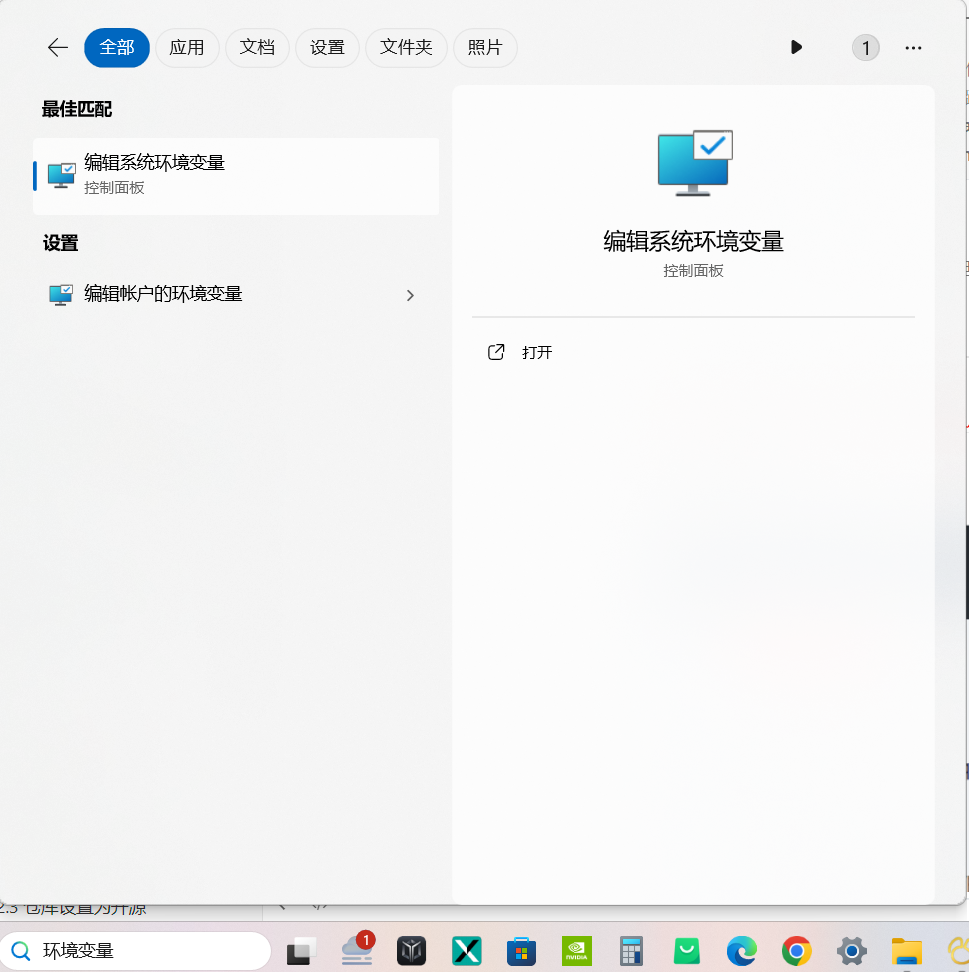 全部 应用 文档 设置 文件夹 照片 1
最佳匹配
编辑系统环境变量
控制面板
设置
编辑帐户的环境变量
编辑系统环境变量
控制面板
打开
2.3 仓库设置为开源
环境变量
1
NVIDIA